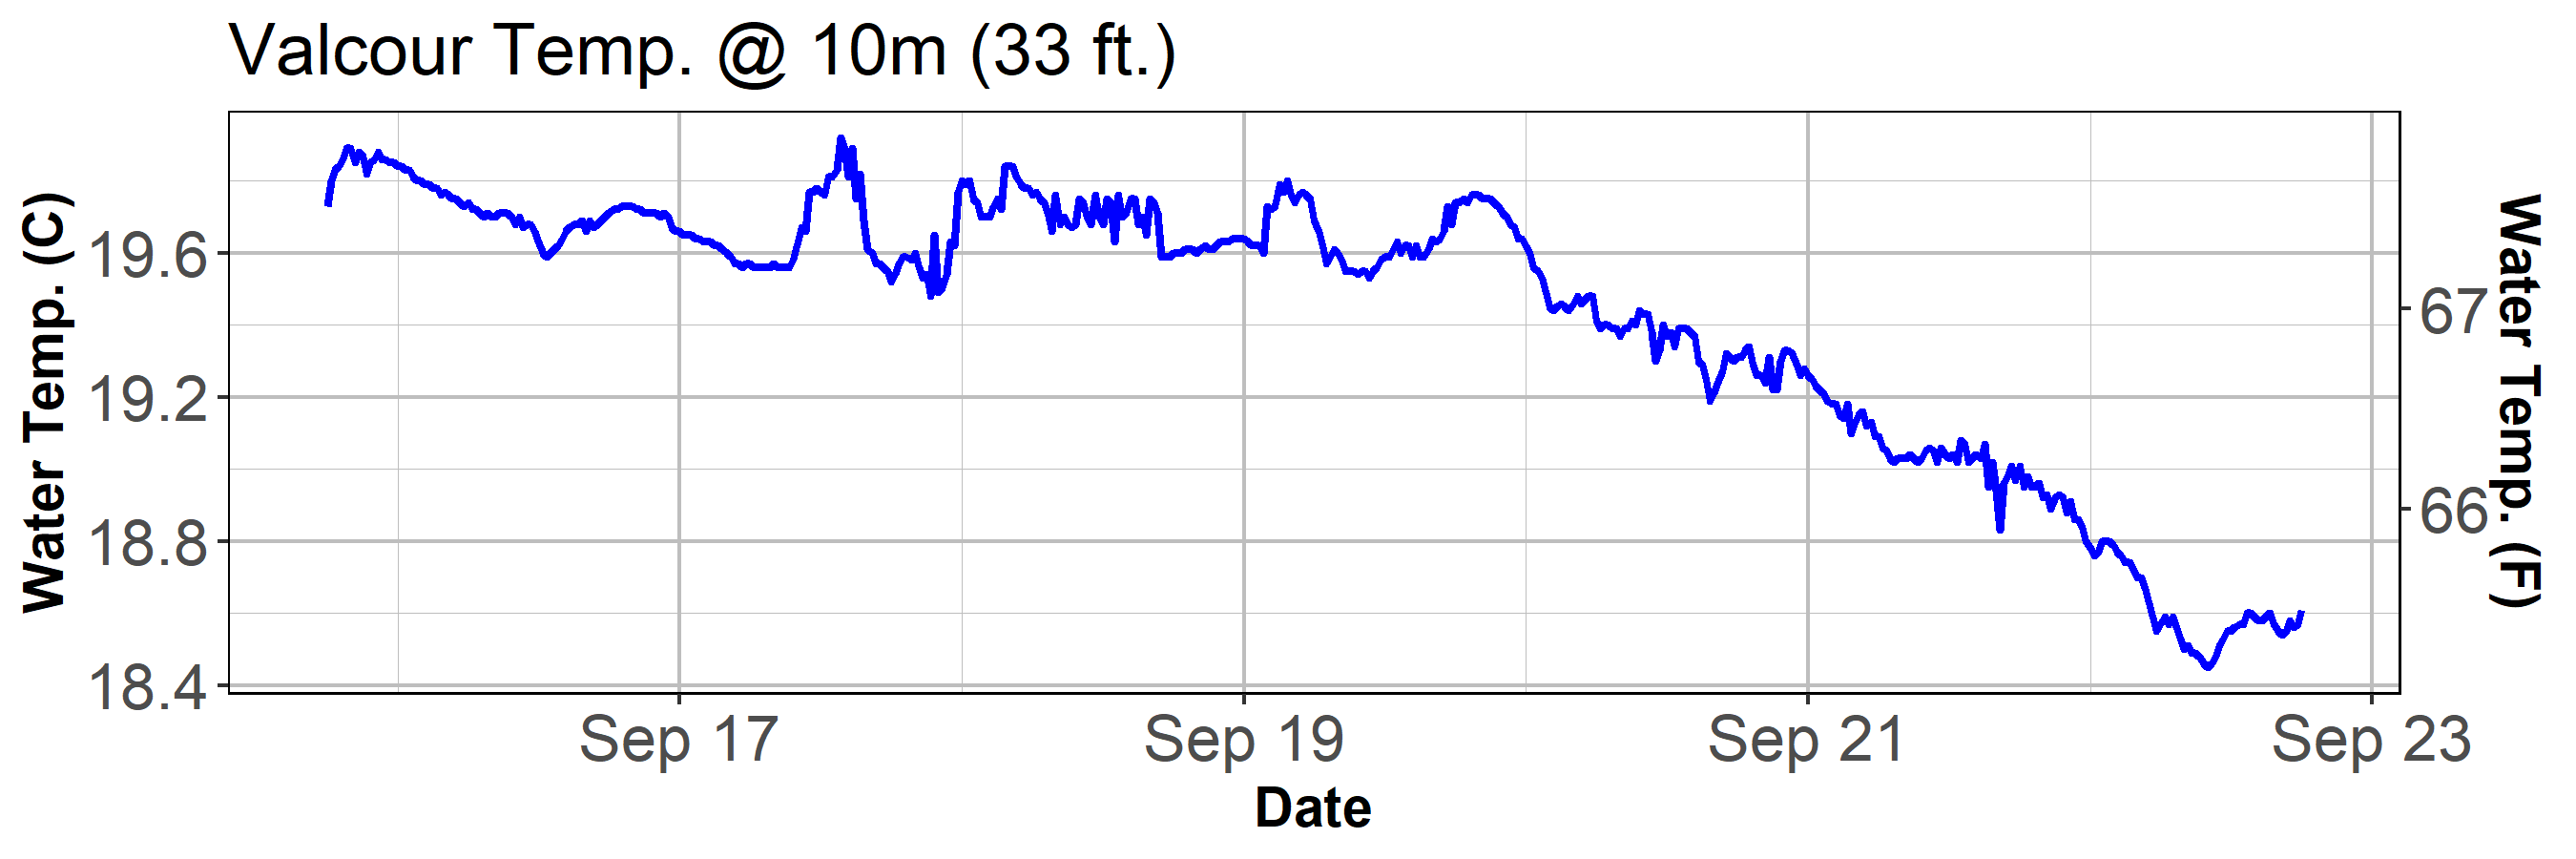 Valcour Temp. @ 10m (33 ft.)
Water Temp. (C)
19.6
19.2
18.8
18.4
67
66
Water Temp. (F)
Sep 17 Sep 19 Sep 21 Sep 23
Date